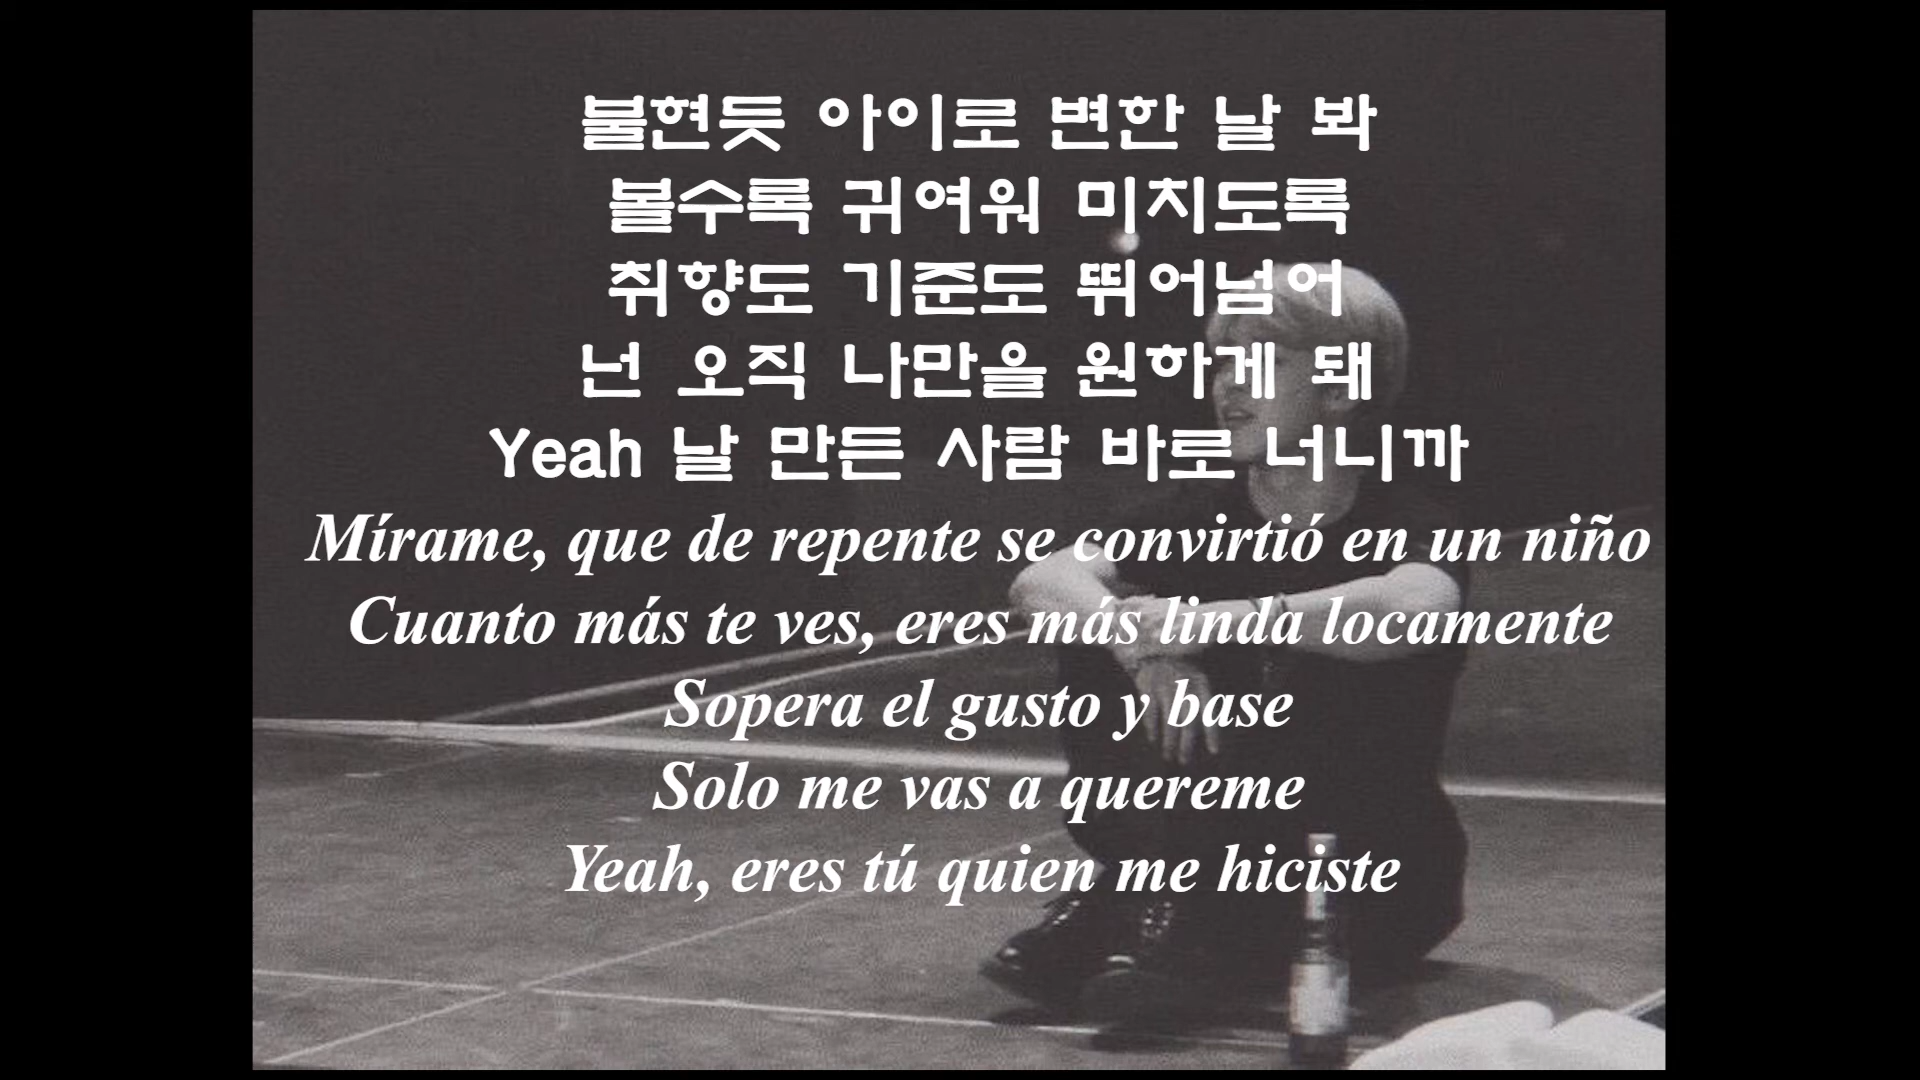 불현듯 아이로 변한 날 봐
볼수록 귀여워 미치도록
취향도 기준도 뛰어넘어
넌 오직 나만을 원하게 돼
Yeah 날 만든 사람 바로 너니까
Mírame, que de repente se convirtió en un niño
Cuanto más te ves, eres más linda locamente
Sopera el gusto y base
Solo me vas a quereme
Yeah, eres tú quien me hiciste